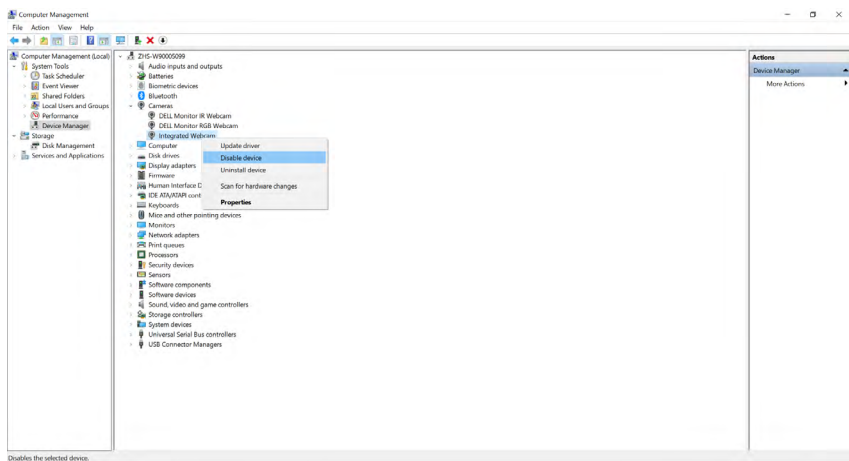 Computer Management
File Action View Help
Computer Management (Local)
System Tools
Task Scheduler
Event Viewer
Shared Folders
Local Users and Groups
Performance
Device Manager
Storage
Disk Management
Services and Applications
ZHS-W90005099
Audio inputs and outputs
Batteries
Biometric devices
Bluetooth
Cameras
DELL Monitor IR Webcam
DELL Monitor RGB Webcam
Integrated Webcam
Computer
Disk drives
Display adapters
Firmware
Human Interface D
IDE ATA/ATAPI cont
Keyboards
Mice and other pointing devices
Monitors
Network adapters
Print queues
Processors
Security devices
Sensors
Software components
Software devices
Sound, video and game controllers
Storage controllers
System devices
Universal Serial Bus controllers
USB Connector Managers
Update driver
Disable device
Uninstall device
Scan for hardware changes
Properties
Actions
Device Manager
More Actions
Disables the selected device.